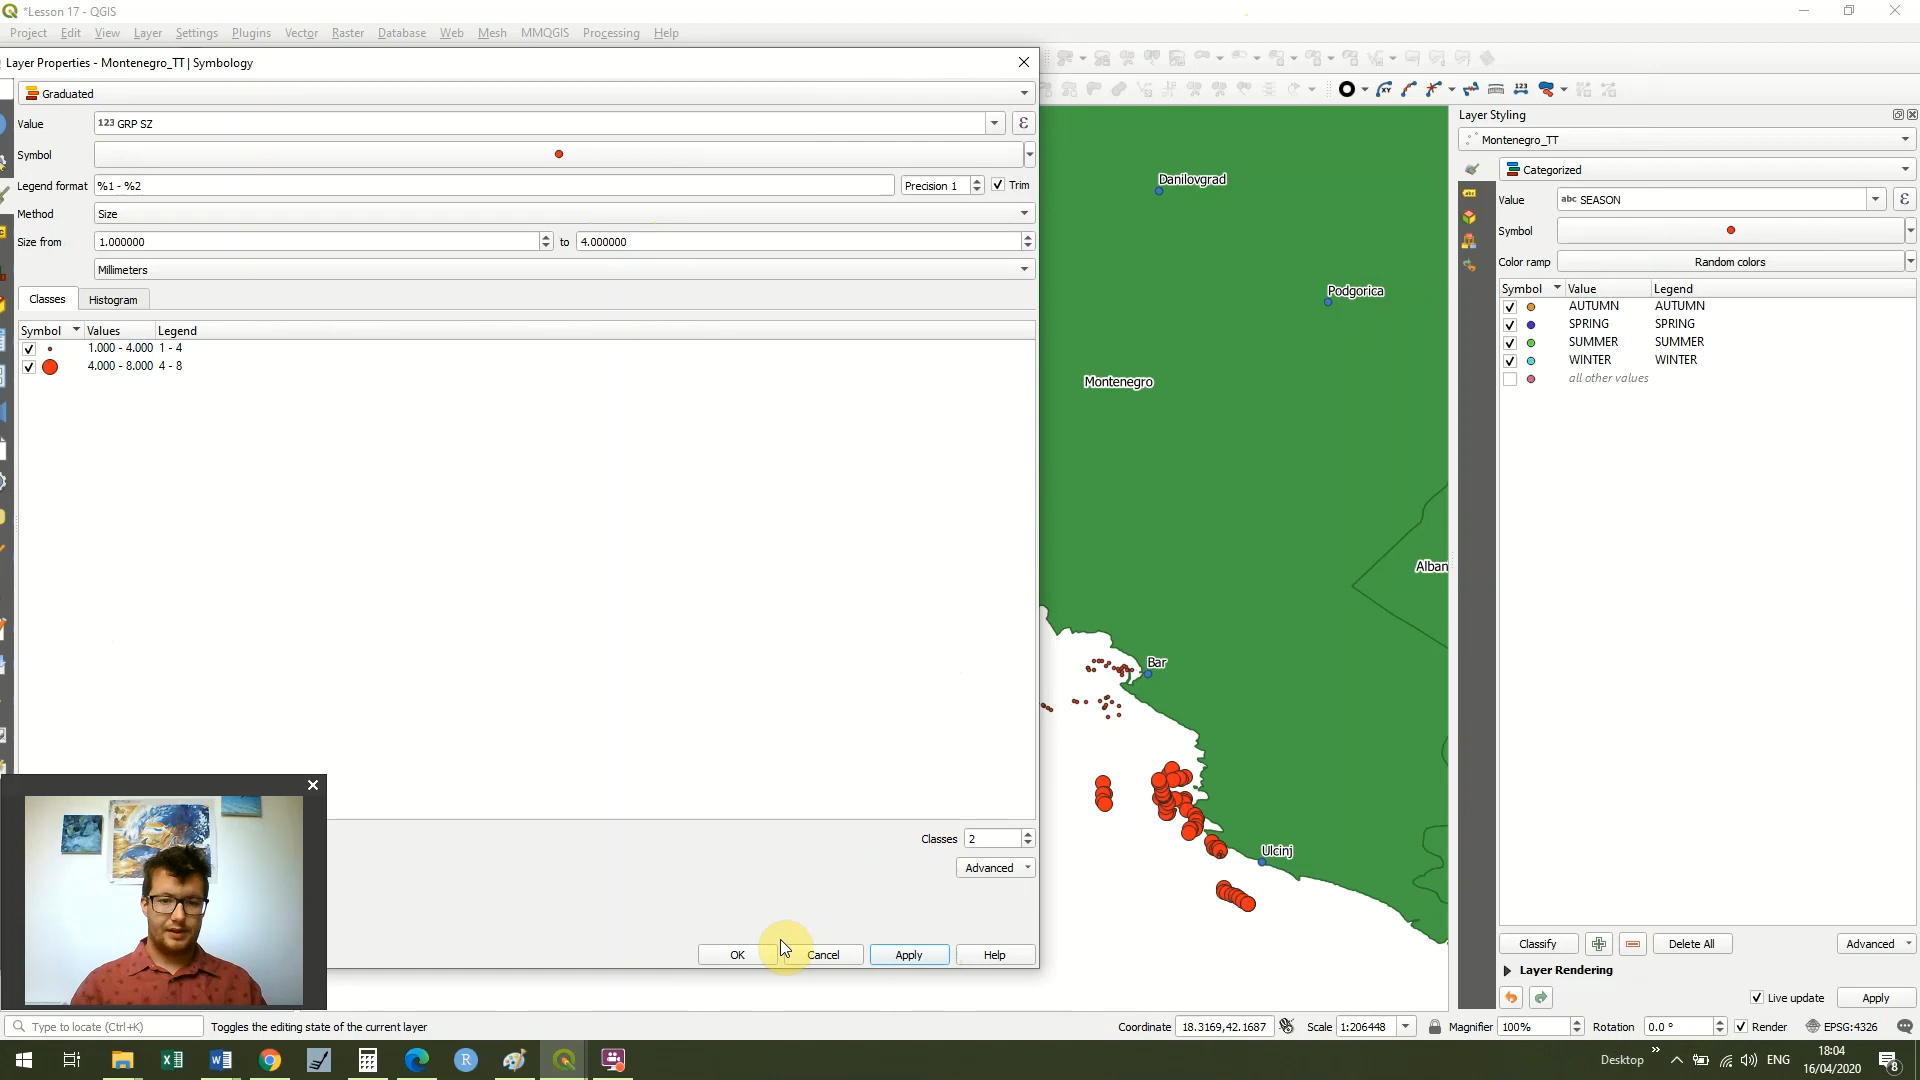 *Lesson 17 - QGIS
Project Edit View Layer Settings Plugins Vector Raster Database Web Mesh MMQGIS Processing Help
Layer Properties - Montenegro_TT | Symbology
Graduated
Value 123 GRP SZ ε
Symbol
Legend format %1 - %2 Precision 1 Trim
Method Size
Size from 1.000000 to 4.000000
Millimeters
Classes Histogram
Symbol Values Legend
1.000 - 4.000 1 - 4
4.000 - 8.000 4 - 8
Classes 2
Advanced
OK Cancel Apply Help
Danilovgrad
Podgorica
Montenegro
Alban
Bar
Ulcinj
Layer Styling
Montenegro_TT
Categorized
Value abc SEASON ε
Symbol
Color ramp Random colors
Symbol Value Legend
AUTUMN AUTUMN
SPRING SPRING
SUMMER SUMMER
WINTER WINTER
all other values
Classify Delete All Advanced
Layer Rendering
Live update Apply
Type to locate (Ctrl+K) Toggles the editing state of the current layer Coordinate 18.3169,42.1687 Scale 1:206448 Magnifier 100% Rotation 0.0 ° Render EPSG:4326
Desktop ENG 18:04
16/04/2020
8